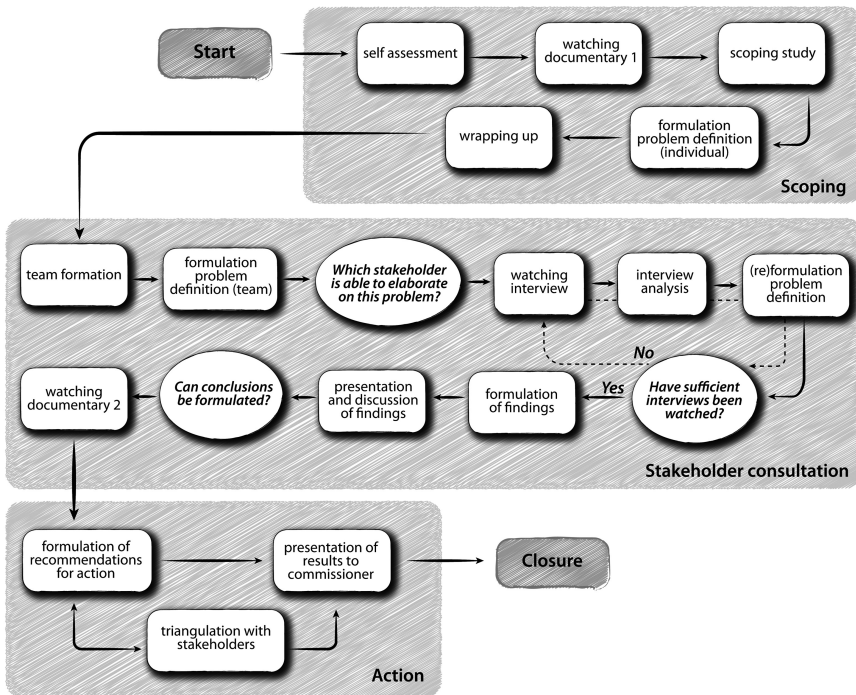 Start
self assessment
watching
documentary 1
scoping study
formulation
problem definition
(individual)
wrapping up
Scoping
team formation
formulation
problem
definition (team)
Which stakeholder
is able to elaborate
on this problem?
watching
interview
interview
analysis
(re)formulation
problem
definition
No
Have sufficient
interviews been
watched?
Yes
formulation
of findings
presentation
and discussion
of findings
Can conclusions
be formulated?
watching
documentary 2
Stakeholder consultation
formulation of
recommendations
for action
presentation of
results to
commissioner
triangulation with
stakeholders
Action
Closure